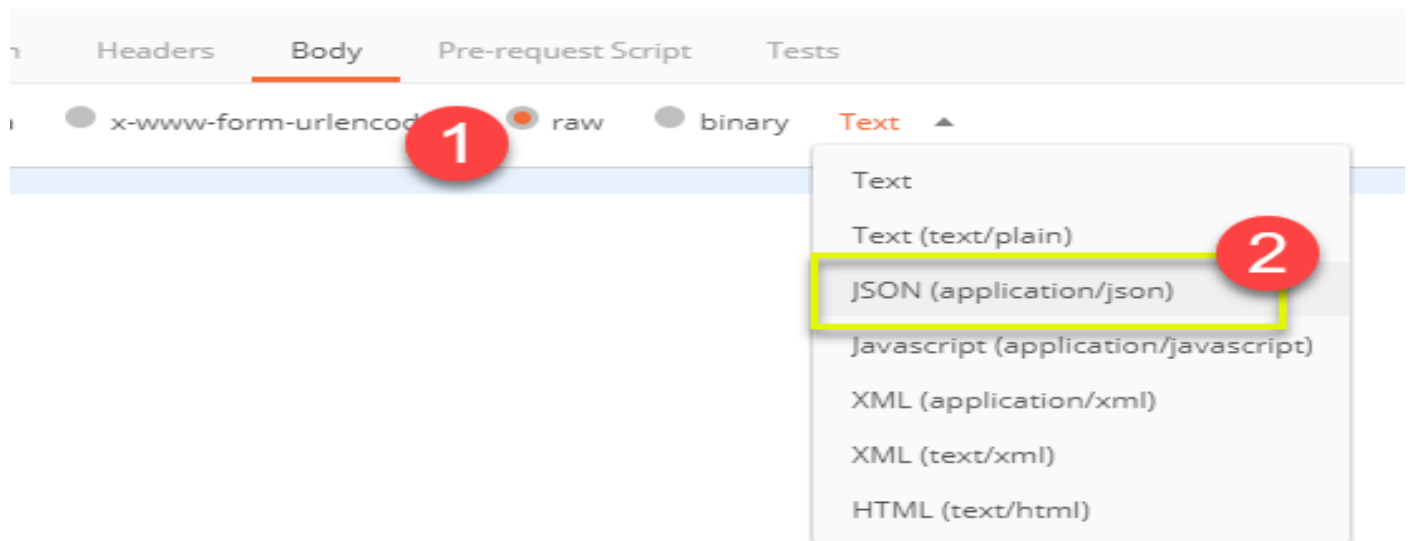 Headers Body Pre-request Script Tests
x-www-form-urlencod 1 raw binary Text
Text
Text (text/plain)
2
JSON (application/json)
Javascript (application/javascript)
XML (application/xml)
XML (text/xml)
HTML (text/html)